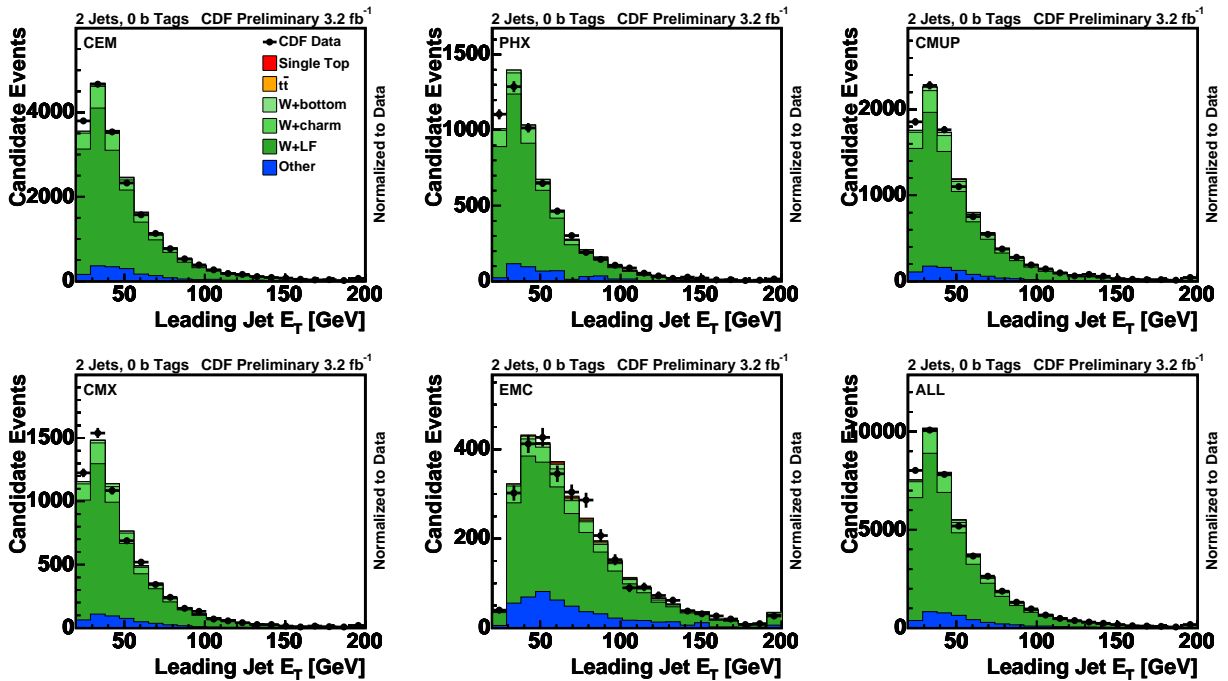 2 Jets, 0 b Tags CDF Preliminary 3.2 fb⁻¹
CEM
CDF Data
Single Top
tt̄
W+bottom
W+charm
W+LF
Other
Candidate Events
0 2000 4000
50 100 150 200
Leading Jet E_T [GeV]
Normalized to Data
2 Jets, 0 b Tags CDF Preliminary 3.2 fb⁻¹
PHX
Candidate Events
0 500 1000 1500
50 100 150 200
Leading Jet E_T [GeV]
Normalized to Data
2 Jets, 0 b Tags CDF Preliminary 3.2 fb⁻¹
CMUP
Candidate Events
0 1000 2000
50 100 150 200
Leading Jet E_T [GeV]
Normalized to Data
2 Jets, 0 b Tags CDF Preliminary 3.2 fb⁻¹
CMX
Candidate Events
0 500 1000 1500
50 100 150 200
Leading Jet E_T [GeV]
Normalized to Data
2 Jets, 0 b Tags CDF Preliminary 3.2 fb⁻¹
EMC
Candidate Events
0 200 400
50 100 150 200
Leading Jet E_T [GeV]
Normalized to Data
2 Jets, 0 b Tags CDF Preliminary 3.2 fb⁻¹
ALL
Candidate Events
0 5000 10000
50 100 150 200
Leading Jet E_T [GeV]
Normalized to Data